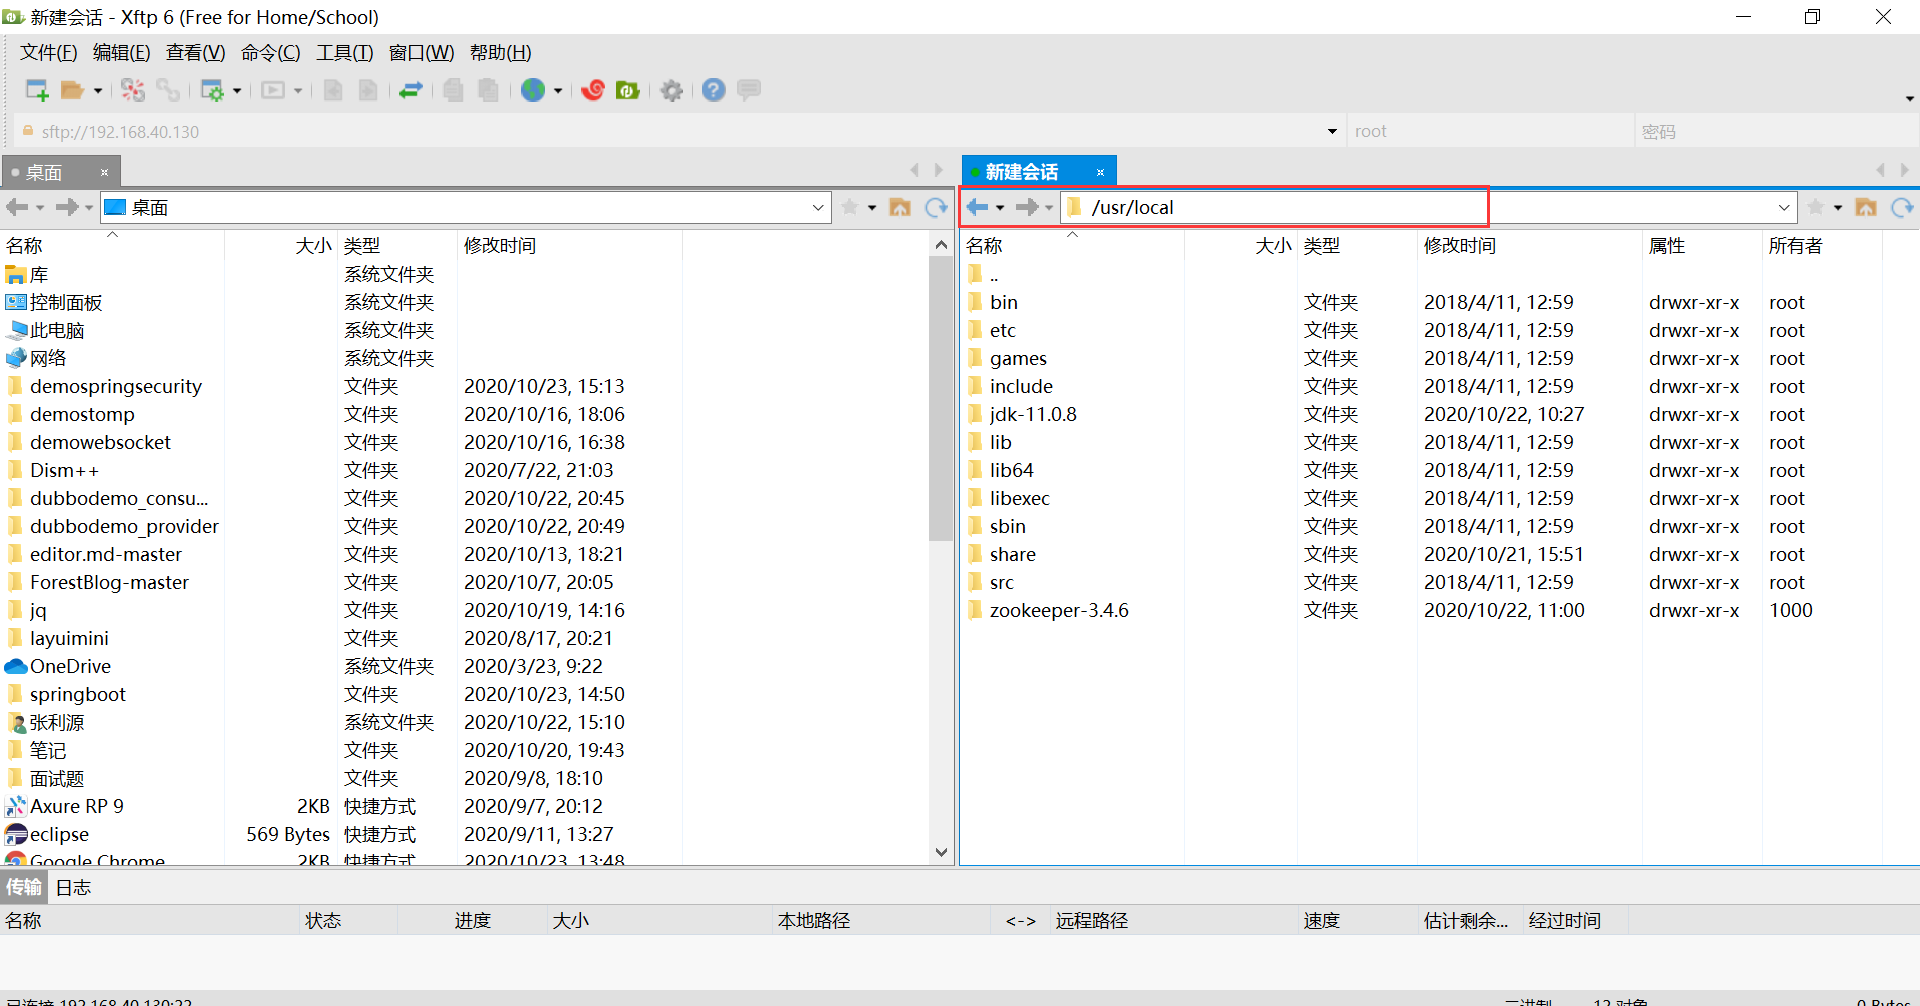 新建会话 - Xftp 6 (Free for Home/School)
文件(F) 编辑(E) 查看(V) 命令(C) 工具(T) 窗口(W) 帮助(H)
sftp://192.168.40.130 root 密码
桌面 × 新建会话 ×
桌面 /usr/local
名称 大小 类型 修改时间
库 系统文件夹
控制面板 系统文件夹
此电脑 系统文件夹
网络 系统文件夹
demospringsecurity 文件夹 2020/10/23, 15:13
demostomp 文件夹 2020/10/16, 18:06
demowebsocket 文件夹 2020/10/16, 16:38
Dism++ 文件夹 2020/7/22, 21:03
dubbodemo_consu... 文件夹 2020/10/22, 20:45
dubbodemo_provider 文件夹 2020/10/22, 20:49
editor.md-master 文件夹 2020/10/13, 18:21
ForestBlog-master 文件夹 2020/10/7, 20:05
jq 文件夹 2020/10/19, 14:16
layuimini 文件夹 2020/8/17, 20:21
OneDrive 系统文件夹 2020/3/23, 9:22
springboot 文件夹 2020/10/23, 14:50
张利源 系统文件夹 2020/10/22, 15:10
笔记 文件夹 2020/10/20, 19:43
面试题 文件夹 2020/9/8, 18:10
Axure RP 9 2KB 快捷方式 2020/9/7, 20:12
eclipse 569 Bytes 快捷方式 2020/9/11, 13:27
Google Chrome 2KB 快捷方式 2020/10/23, 13:48
名称 大小 类型 修改时间 属性 所有者
..
bin 文件夹 2018/4/11, 12:59 drwxr-xr-x root
etc 文件夹 2018/4/11, 12:59 drwxr-xr-x root
games 文件夹 2018/4/11, 12:59 drwxr-xr-x root
include 文件夹 2018/4/11, 12:59 drwxr-xr-x root
jdk-11.0.8 文件夹 2020/10/22, 10:27 drwxr-xr-x root
lib 文件夹 2018/4/11, 12:59 drwxr-xr-x root
lib64 文件夹 2018/4/11, 12:59 drwxr-xr-x root
libexec 文件夹 2018/4/11, 12:59 drwxr-xr-x root
sbin 文件夹 2018/4/11, 12:59 drwxr-xr-x root
share 文件夹 2020/10/21, 15:51 drwxr-xr-x root
src 文件夹 2018/4/11, 12:59 drwxr-xr-x root
zookeeper-3.4.6 文件夹 2020/10/22, 11:00 drwxr-xr-x 1000
传输 日志
名称 状态 进度 大小 本地路径 <-> 远程路径 速度 估计剩余... 经过时间
已连接 192.168.40.130:22 二进制 12 对象 0 Bytes